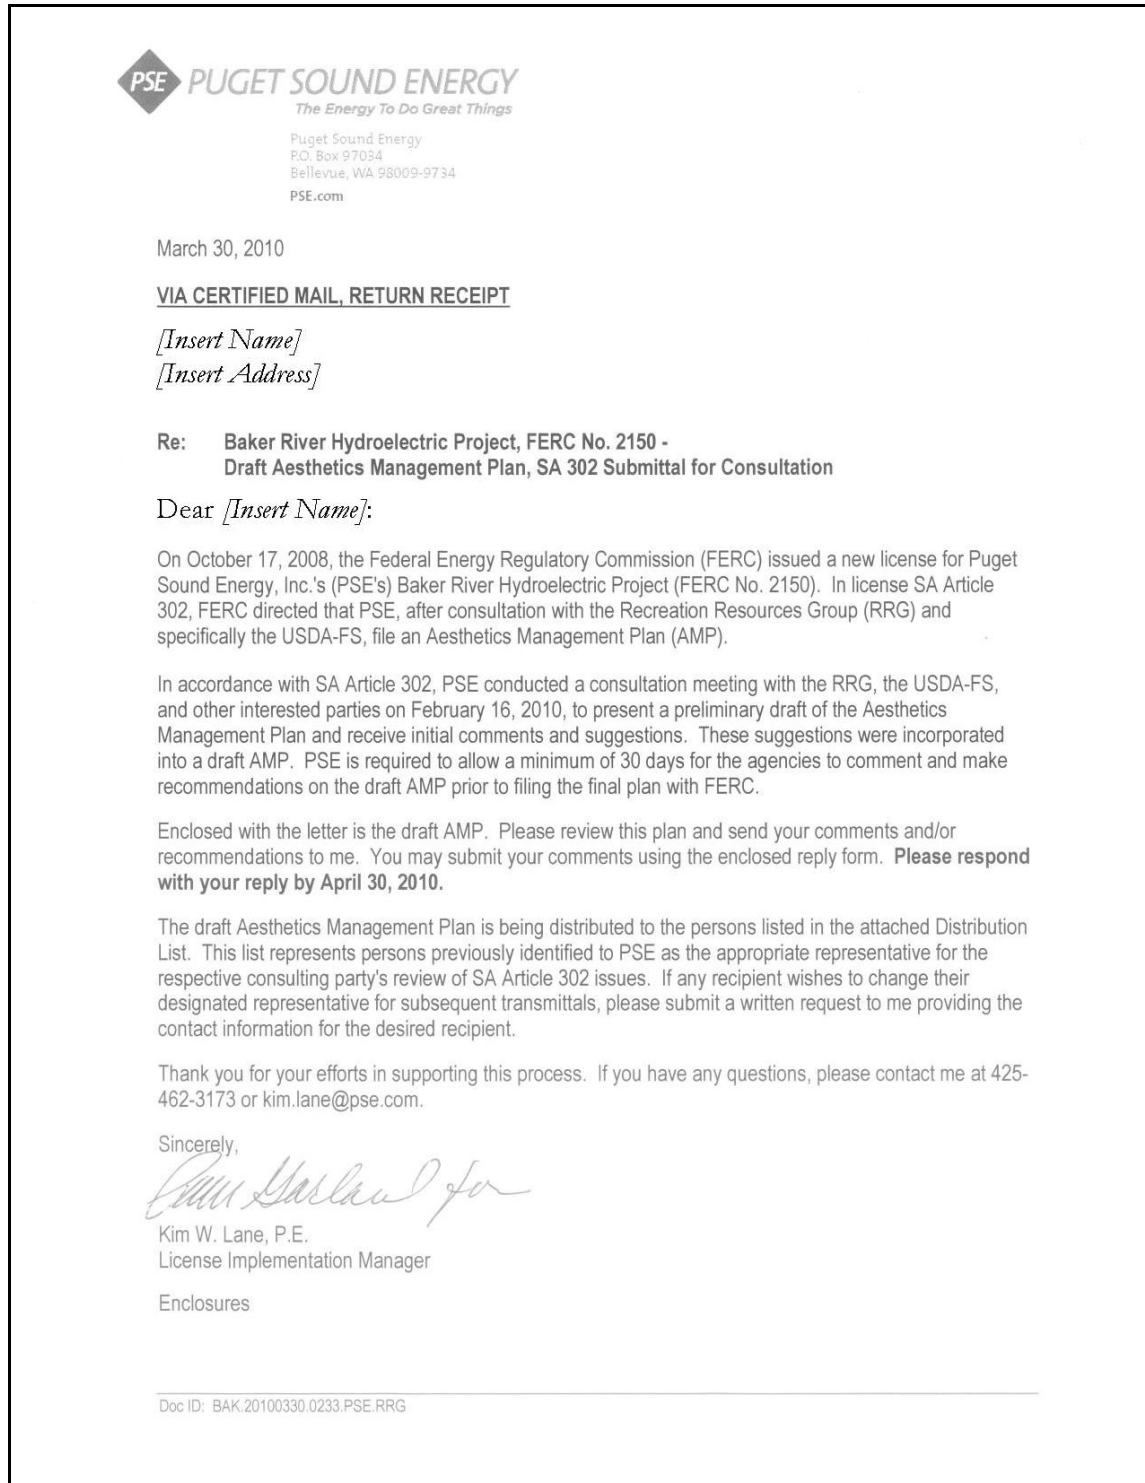 PSE PUGET SOUND ENERGY
The Energy To Do Great Things
Puget Sound Energy
P.O. Box 97034
Bellevue, WA 98009-9734
PSE.com
March 30, 2010
VIA CERTIFIED MAIL, RETURN RECEIPT
[Insert Name]
[Insert Address]
Re: Baker River Hydroelectric Project, FERC No. 2150 -
Draft Aesthetics Management Plan, SA 302 Submittal for Consultation
Dear [Insert Name]:
On October 17, 2008, the Federal Energy Regulatory Commission (FERC) issued a new license for Puget
Sound Energy, Inc.'s (PSE's) Baker River Hydroelectric Project (FERC No. 2150). In license SA Article
302, FERC directed that PSE, after consultation with the Recreation Resources Group (RRG) and
specifically the USDA-FS, file an Aesthetics Management Plan (AMP).
In accordance with SA Article 302, PSE conducted a consultation meeting with the RRG, the USDA-FS,
and other interested parties on February 16, 2010, to present a preliminary draft of the Aesthetics
Management Plan and receive initial comments and suggestions. These suggestions were incorporated
into a draft AMP. PSE is required to allow a minimum of 30 days for the agencies to comment and make
recommendations on the draft AMP prior to filing the final plan with FERC.
Enclosed with the letter is the draft AMP. Please review this plan and send your comments and/or
recommendations to me. You may submit your comments using the enclosed reply form. Please respond
with your reply by April 30, 2010.
The draft Aesthetics Management Plan is being distributed to the persons listed in the attached Distribution
List. This list represents persons previously identified to PSE as the appropriate representative for the
respective consulting party's review of SA Article 302 issues. If any recipient wishes to change their
designated representative for subsequent transmittals, please submit a written request to me providing the
contact information for the desired recipient.
Thank you for your efforts in supporting this process. If you have any questions, please contact me at 425-
462-3173 or kim.lane@pse.com.
Sincerely,
Garland for
Kim W. Lane, P.E.
License Implementation Manager
Enclosures
Doc ID: BAK.20100330.0233.PSE.RRG